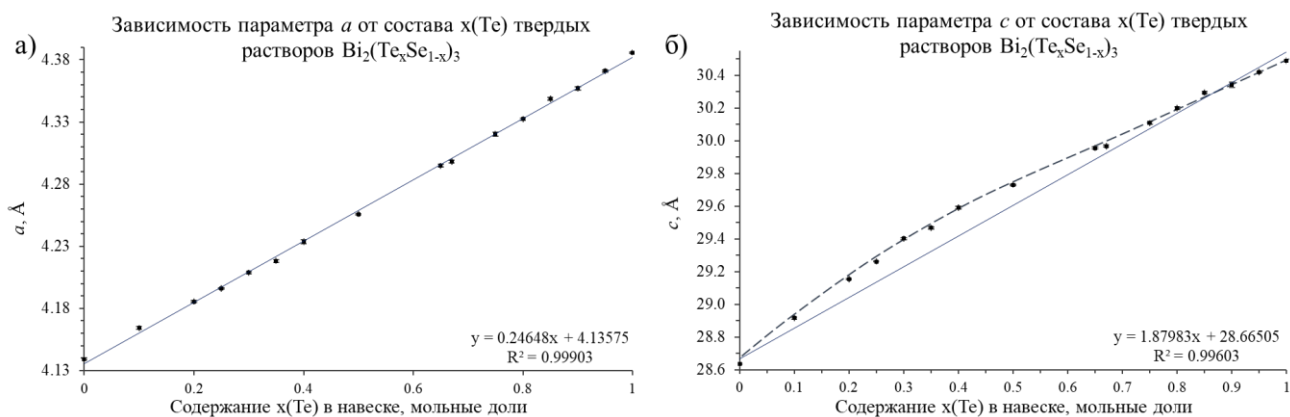 Зависимость параметра a от состава x(Te) твердых
растворов Bi₂(TeₓSe₁₋ₓ)₃
а)
4.38
4.33
4.28
4.23
4.18
4.13
a, Å
y = 0.24648x + 4.13575
R² = 0.99903
0
0.2
0.4
0.6
0.8
1
Содержание x(Te) в навеске, мольные доли
Зависимость параметра c от состава x(Te) твердых
растворов Bi₂(TeₓSe₁₋ₓ)₃
б)
30.4
30.2
30.0
29.8
29.6
29.4
29.2
29.0
28.8
28.6
c, Å
y = 1.87983x + 28.66505
R² = 0.99603
0
0.1
0.2
0.3
0.4
0.5
0.6
0.7
0.8
0.9
1
Содержание x(Te) в навеске, мольные доли